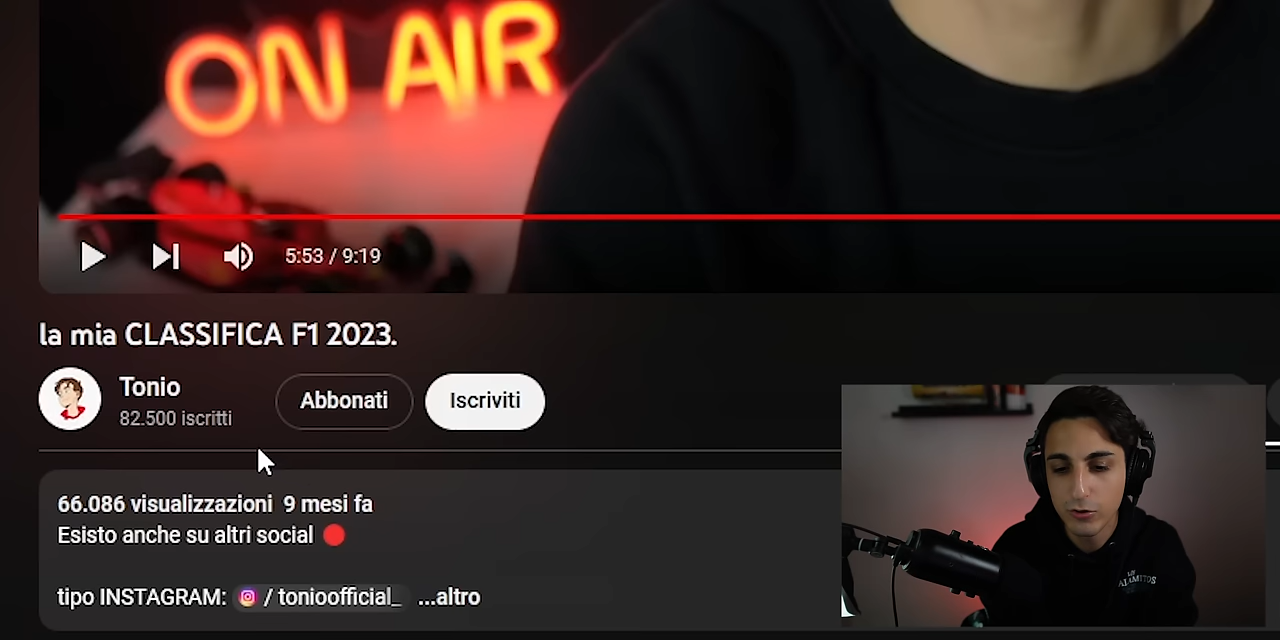 ON AIR
5:53 / 9:19
la mia CLASSIFICA F1 2023.
Tonio
82.500 iscritti
Abbonati
Iscriviti
66.086 visualizzazioni 9 mesi fa
Esisto anche su altri social
tipo INSTAGRAM: / tonioofficial_ ...altro